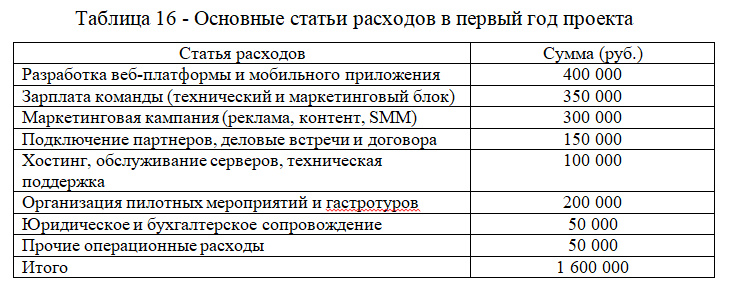 Таблица 16 - Основные статьи расходов в первый год проекта
Статья расходов Сумма (руб.)
Разработка веб-платформы и мобильного приложения 400 000
Зарплата команды (технический и маркетинговый блок) 350 000
Маркетинговая кампания (реклама, контент, SMM) 300 000
Подключение партнеров, деловые встречи и договора 150 000
Хостинг, обслуживание серверов, техническая 100 000
поддержка
Организация пилотных мероприятий и гастротуров 200 000
Юридическое и бухгалтерское сопровождение 50 000
Прочие операционные расходы 50 000
Итого 1 600 000